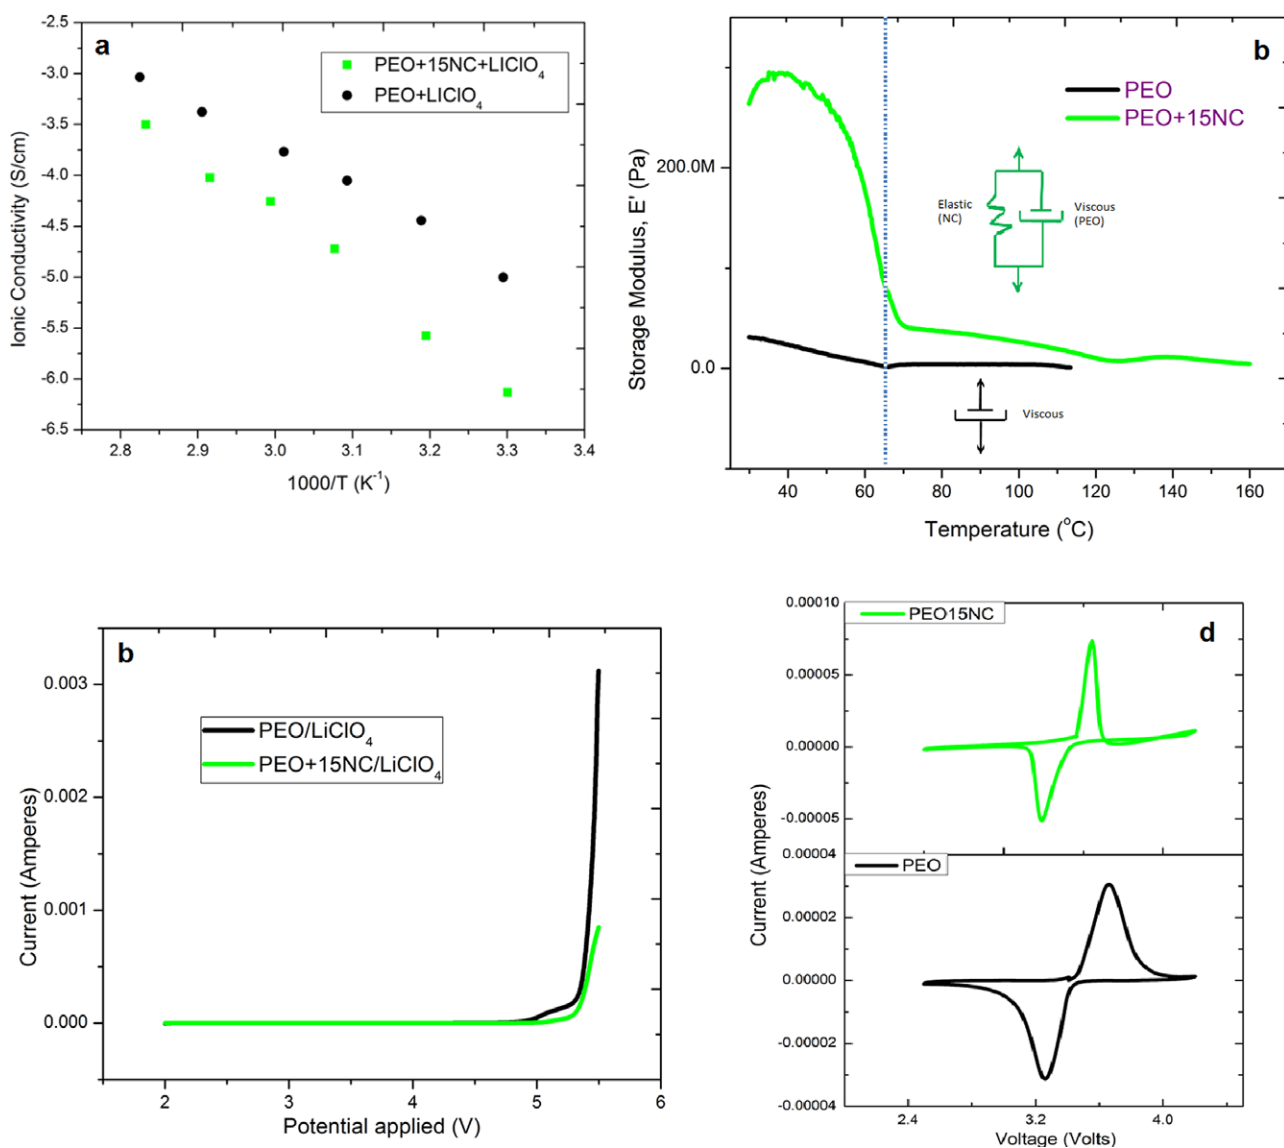 a
PEO+15NC+LIClO4
PEO+LIClO4
-2.5
-3.0
-3.5
-4.0
-4.5
-5.0
-5.5
-6.0
-6.5
Ionic Conductivity (S/cm)
2.8
2.9
3.0
3.1
3.2
3.3
3.4
1000/T (K-1)
b
PEO
PEO+15NC
200.0M
0.0
Storage Modulus, E' (Pa)
Elastic
(NC)
Viscous
(PEO)
Viscous
40
60
80
100
120
140
160
Temperature (oC)
b
PEO/LiClO4
PEO+15NC/LiClO4
0.003
0.002
0.001
0.000
Current (Amperes)
2
3
4
5
6
Potential applied (V)
d
PEO15NC
0.00010
0.00005
0.00000
-0.00005
0.00004
PEO
0.00002
0.00000
-0.00002
-0.00004
Current (Amperes)
2.4
3.2
4.0
Voltage (Volts)